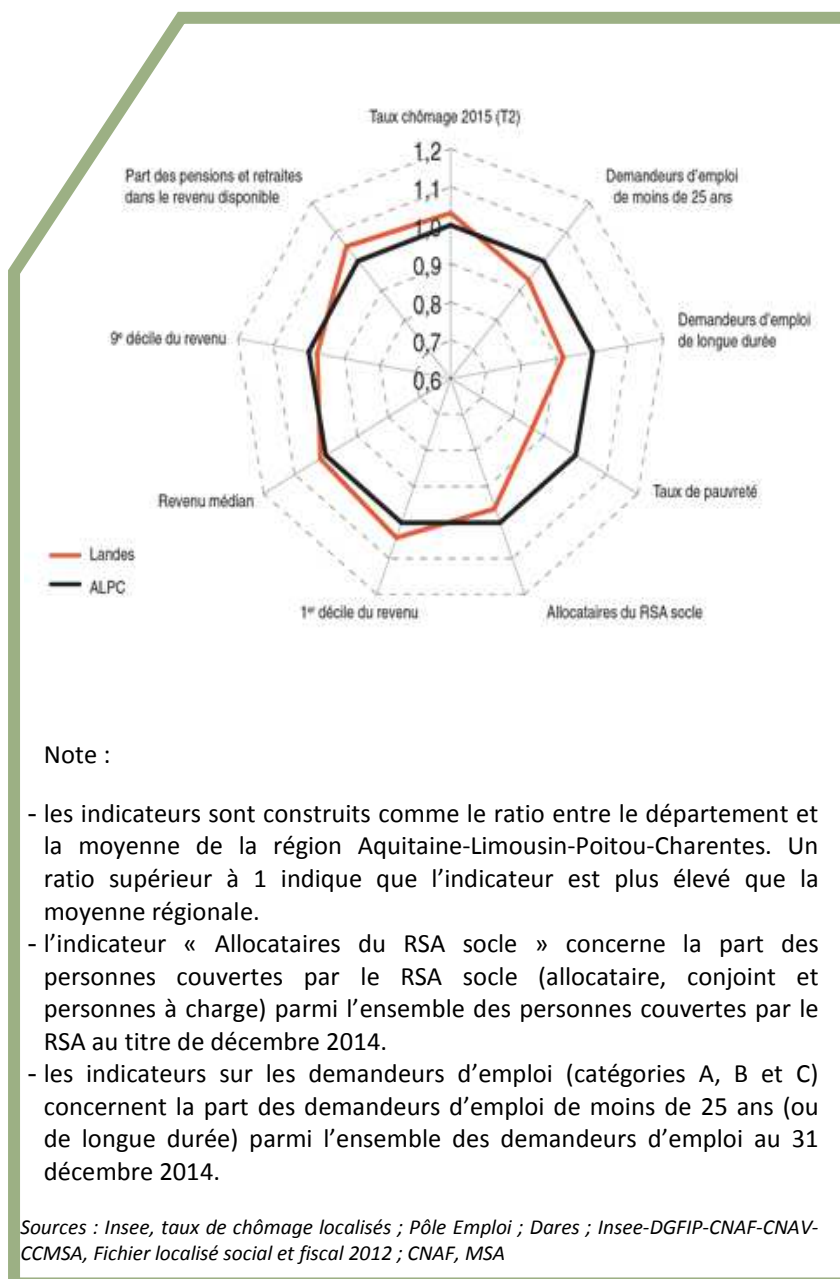 Taux chômage 2015 (T2)
1,2
1,1
1,0
0,9
0,8
0,7
0,6
Part des pensions et retraites
dans le revenu disponible
Demandeurs d'emploi
de moins de 25 ans
9e décile du revenu
Demandeurs d'emploi
de longue durée
Revenu médian
Taux de pauvreté
Landes
ALPC
1er décile du revenu
Allocataires du RSA socle
Note :
- les indicateurs sont construits comme le ratio entre le département et
la moyenne de la région Aquitaine-Limousin-Poitou-Charentes. Un
ratio supérieur à 1 indique que l'indicateur est plus élevé que la
moyenne régionale.
- l'indicateur « Allocataires du RSA socle » concerne la part des
personnes couvertes par le RSA socle (allocataire, conjoint et
personnes à charge) parmi l'ensemble des personnes couvertes par le
RSA au titre de décembre 2014.
- les indicateurs sur les demandeurs d'emploi (catégories A, B et C)
concernent la part des demandeurs d'emploi de moins de 25 ans (ou
de longue durée) parmi l'ensemble des demandeurs d'emploi au 31
décembre 2014.
Sources : Insee, taux de chômage localisés ; Pôle Emploi ; Dares ; Insee-DGFIP-CNAF-CNAV-
CCMSA, Fichier localisé social et fiscal 2012 ; CNAF, MSA